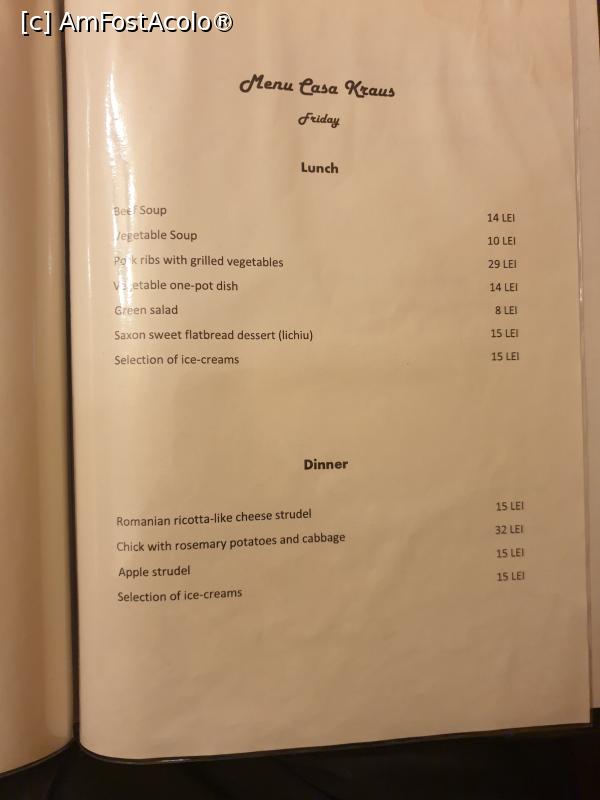 [c] AmFostAcolo®
Menu Casa Kraus
Friday
Lunch
Beef Soup 14 LEI
Vegetable Soup 10 LEI
Pork ribs with grilled vegetables 29 LEI
Vegetable one-pot dish 14 LEI
Green salad 8 LEI
Saxon sweet flatbread dessert (lichiu) 15 LEI
Selection of ice-creams 15 LEI
Dinner
Romanian ricotta-like cheese strudel 15 LEI
Chick with rosemary potatoes and cabbage 32 LEI
Apple strudel 15 LEI
Selection of ice-creams 15 LEI